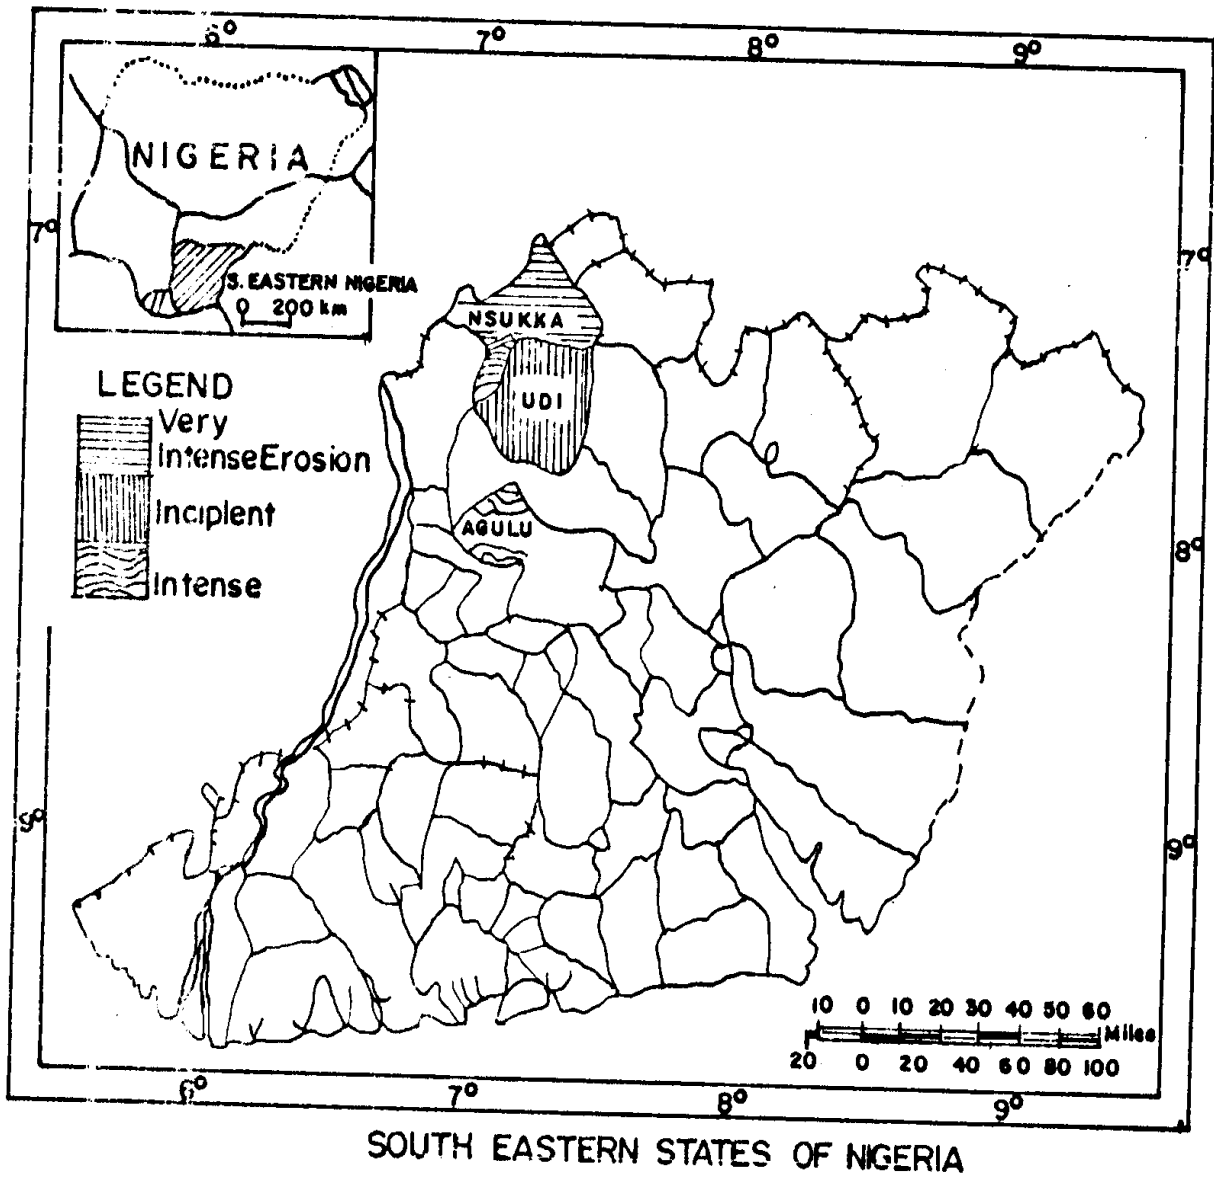 6° 7° 8° 9°
NIGERIA
S. EASTERN NIGERIA
0 200 km
7° 7°
NSUKKA
LEGEND
Very
Intense Erosion
UDI
Incipient
AGULU
8°
Intense
5° 9°
10 0 10 20 30 40 50 60
Miles
20 0 20 40 60 80 100
6° 7° 8° 9°
SOUTH EASTERN STATES OF NIGERIA